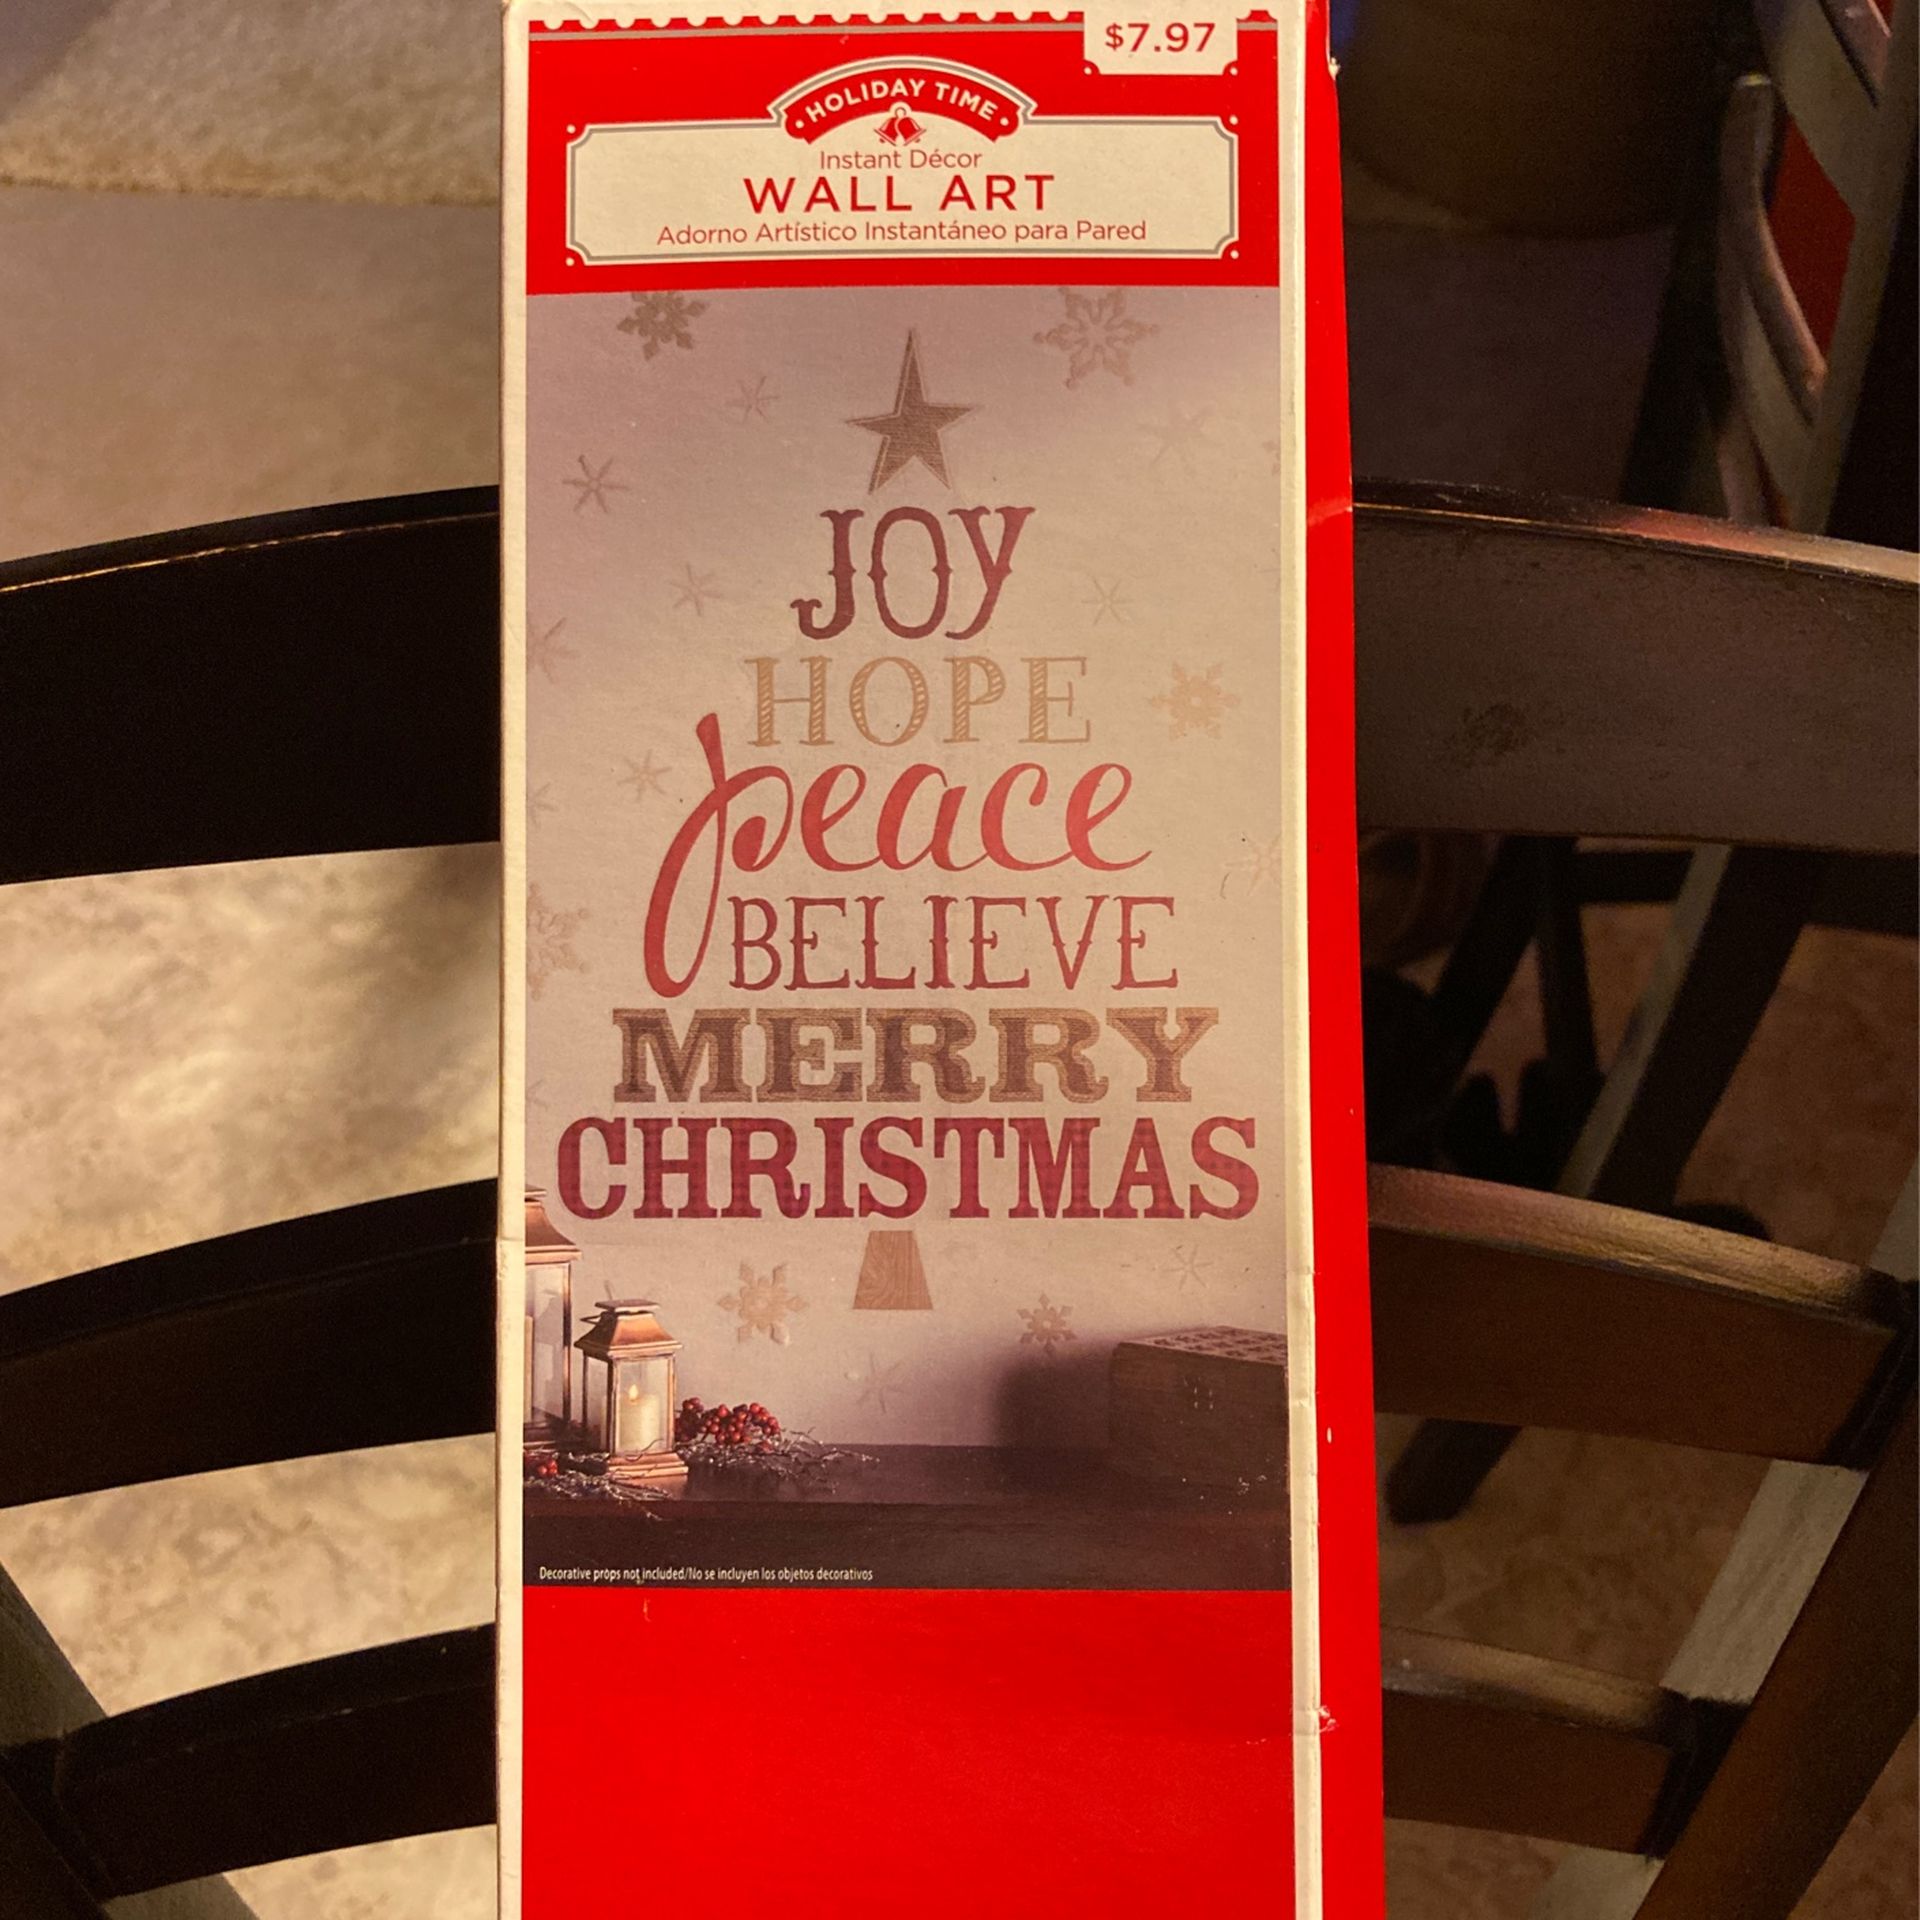 $7.97
HOLIDAY TIME
Instant Décor
WALL ART
Adorno Artístico Instantáneo para Pared
JOY
HOPE
peace
BELIEVE
MERRY
CHRISTMAS
Decorative props not included/No se incluyen los objetos decorativos